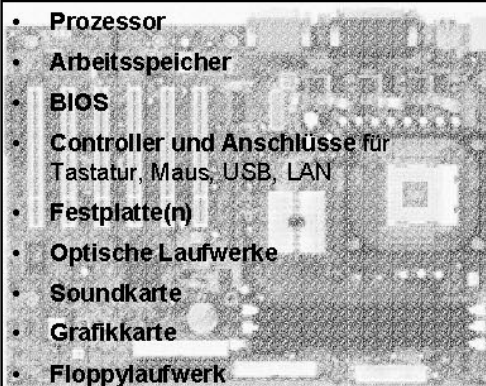 • Prozessor
• Arbeitsspeicher
• BIOS
• Controller und Anschlüsse für
Tastatur, Maus, USB, LAN
• Festplatte(n)
• Optische Laufwerke
• Soundkarte
• Grafikkarte
• Floppylaufwerk